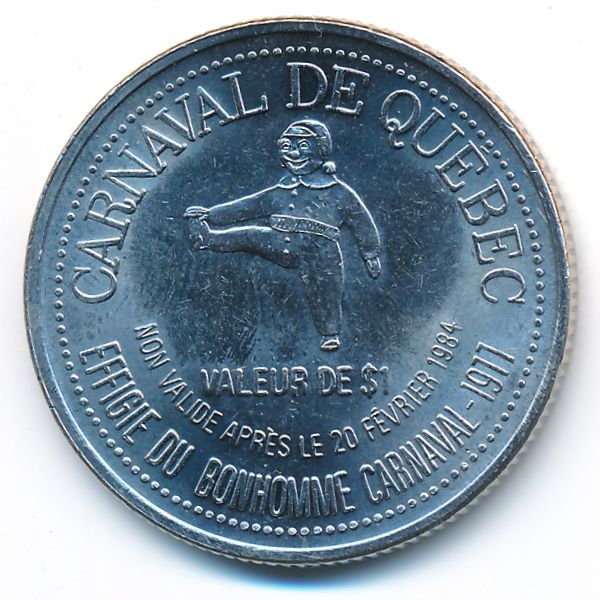 CARNAVAL DE QUÉBEC
VALEUR DE $1
NON VALIDE APRÈS LE 20 FÉVRIER 1984
EFFIGIE DU BONHOMME CARNAVAL - 1977